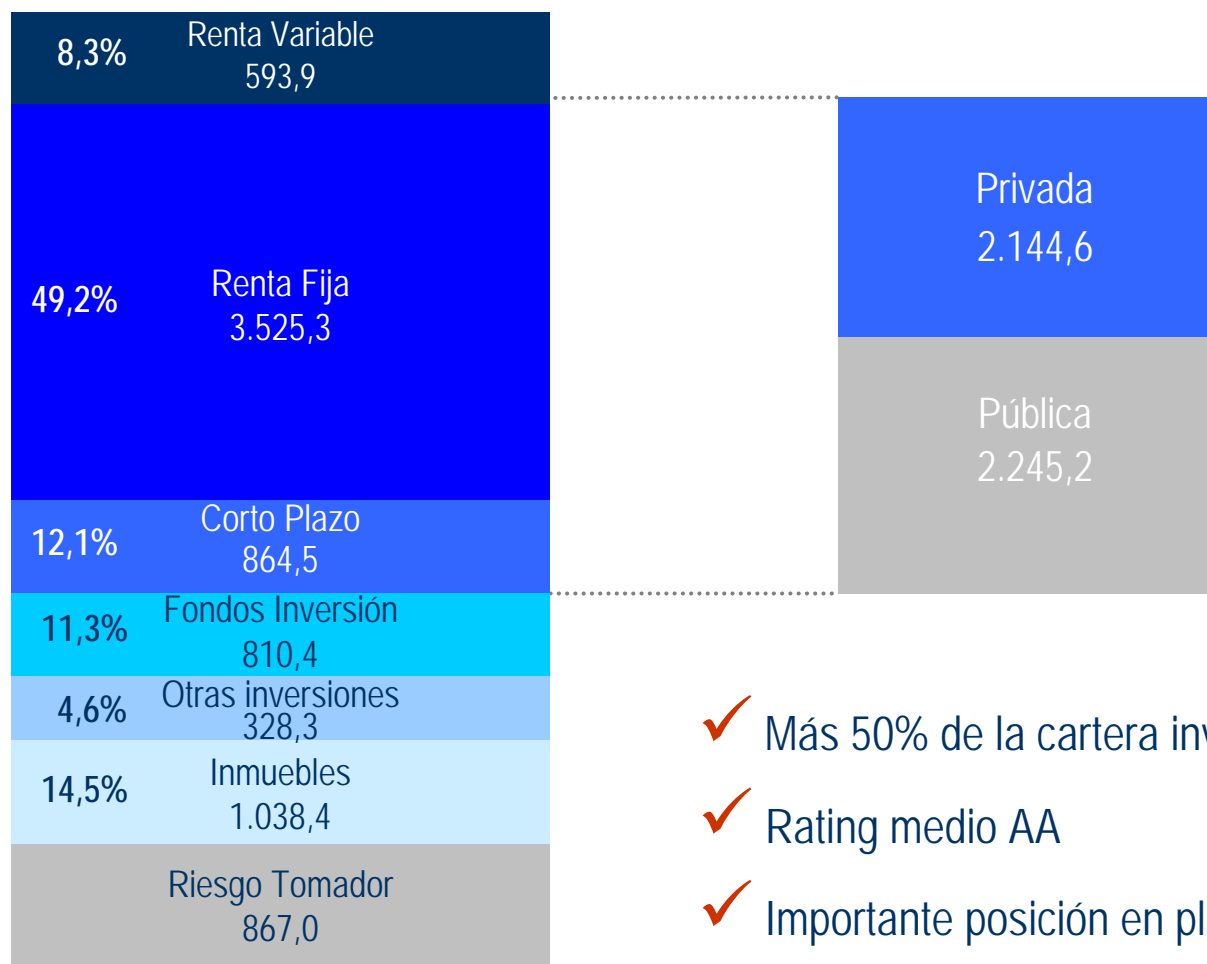 8,3%
Renta Variable
593,9
49,2%
Renta Fija
3.525,3
12,1%
Corto Plazo
864,5
11,3%
Fondos Inversión
810,4
4,6%
Otras inversiones
328,3
14,5%
Inmuebles
1.038,4
Riesgo Tomador
867,0
Privada
2.144,6
Pública
2.245,2
Más 50% de la cartera
Rating medio AA
Importante posición en